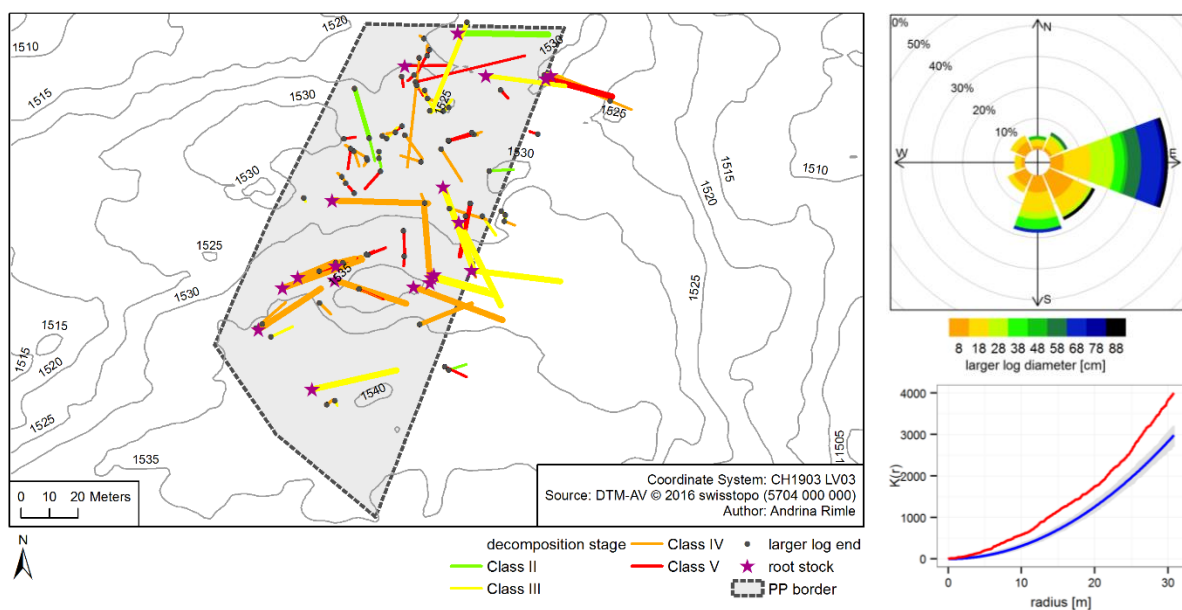 1520
1510
1530
1515
1525
1530
1525
1510
1515
1530
1530
1520
1525
1535
1530
1525
1515
1515
1520
1540
1525
1535
11505
0 10 20 Meters
Coordinate System: CH1903 LV03
Source: DTM-AV © 2016 swisstopo (5704 000 000)
Author: Andrina Rimle
N
decomposition stage
Class II
Class III
Class IV
Class V
larger log end
root stock
PP border
0%
50%
40%
30%
20%
10%
N
W
E
S
8 18 28 38 48 58 68 78 88
larger log diameter [cm]
K(r)
4000
3000
2000
1000
0
0 10 20 30
radius [m]